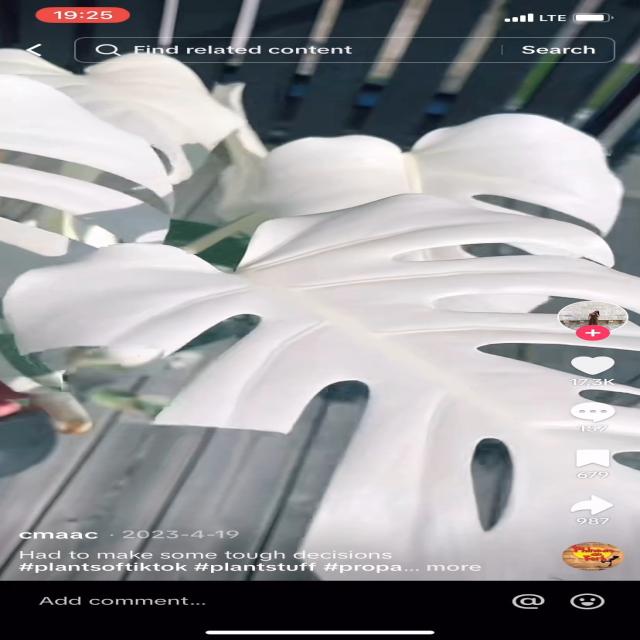 19:25
LTE
Find related content
Search
17.3K
187
679
987
cmaac · 2023-4-19
Had to make some tough decisions
#plantsoftiktok #plantstuff #propa... more
Add comment...